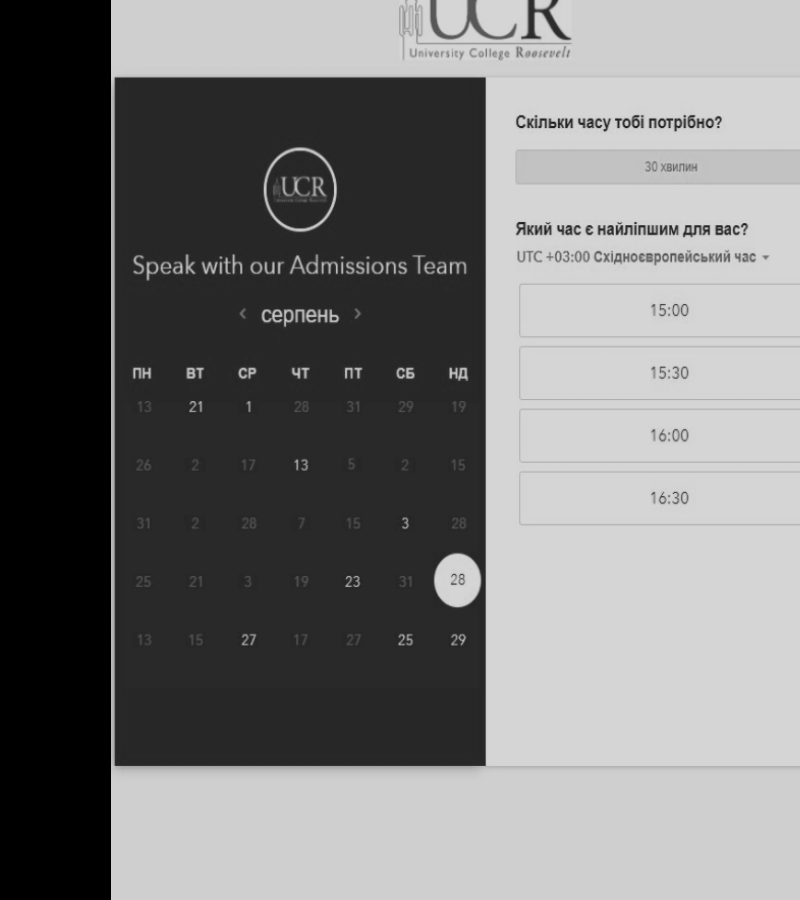 UCR
University College Roosevelt
UCR
Speak with our Admissions Team
< серпень >
ПН ВТ СР ЧТ ПТ СБ НД
13 21 1 28 31 29 19
26 2 17 13 5 2 15
31 2 28 7 15 3 28
25 21 3 19 23 31 28
13 15 27 17 27 25 29
Скільки часу тобі потрібно?
30 хвилин
Який час є найліпшим для вас?
UTC +03:00 Східноєвропейський час
15:00
15:30
16:00
16:30